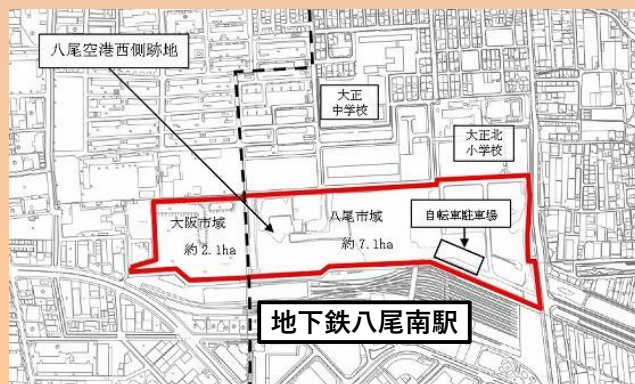 八尾空港西側跡地
大正
中学校
大正北
小学校
大阪市域
約2.1ha
八尾市域
約7.1ha
自転車駐車場
地下鉄八尾南駅